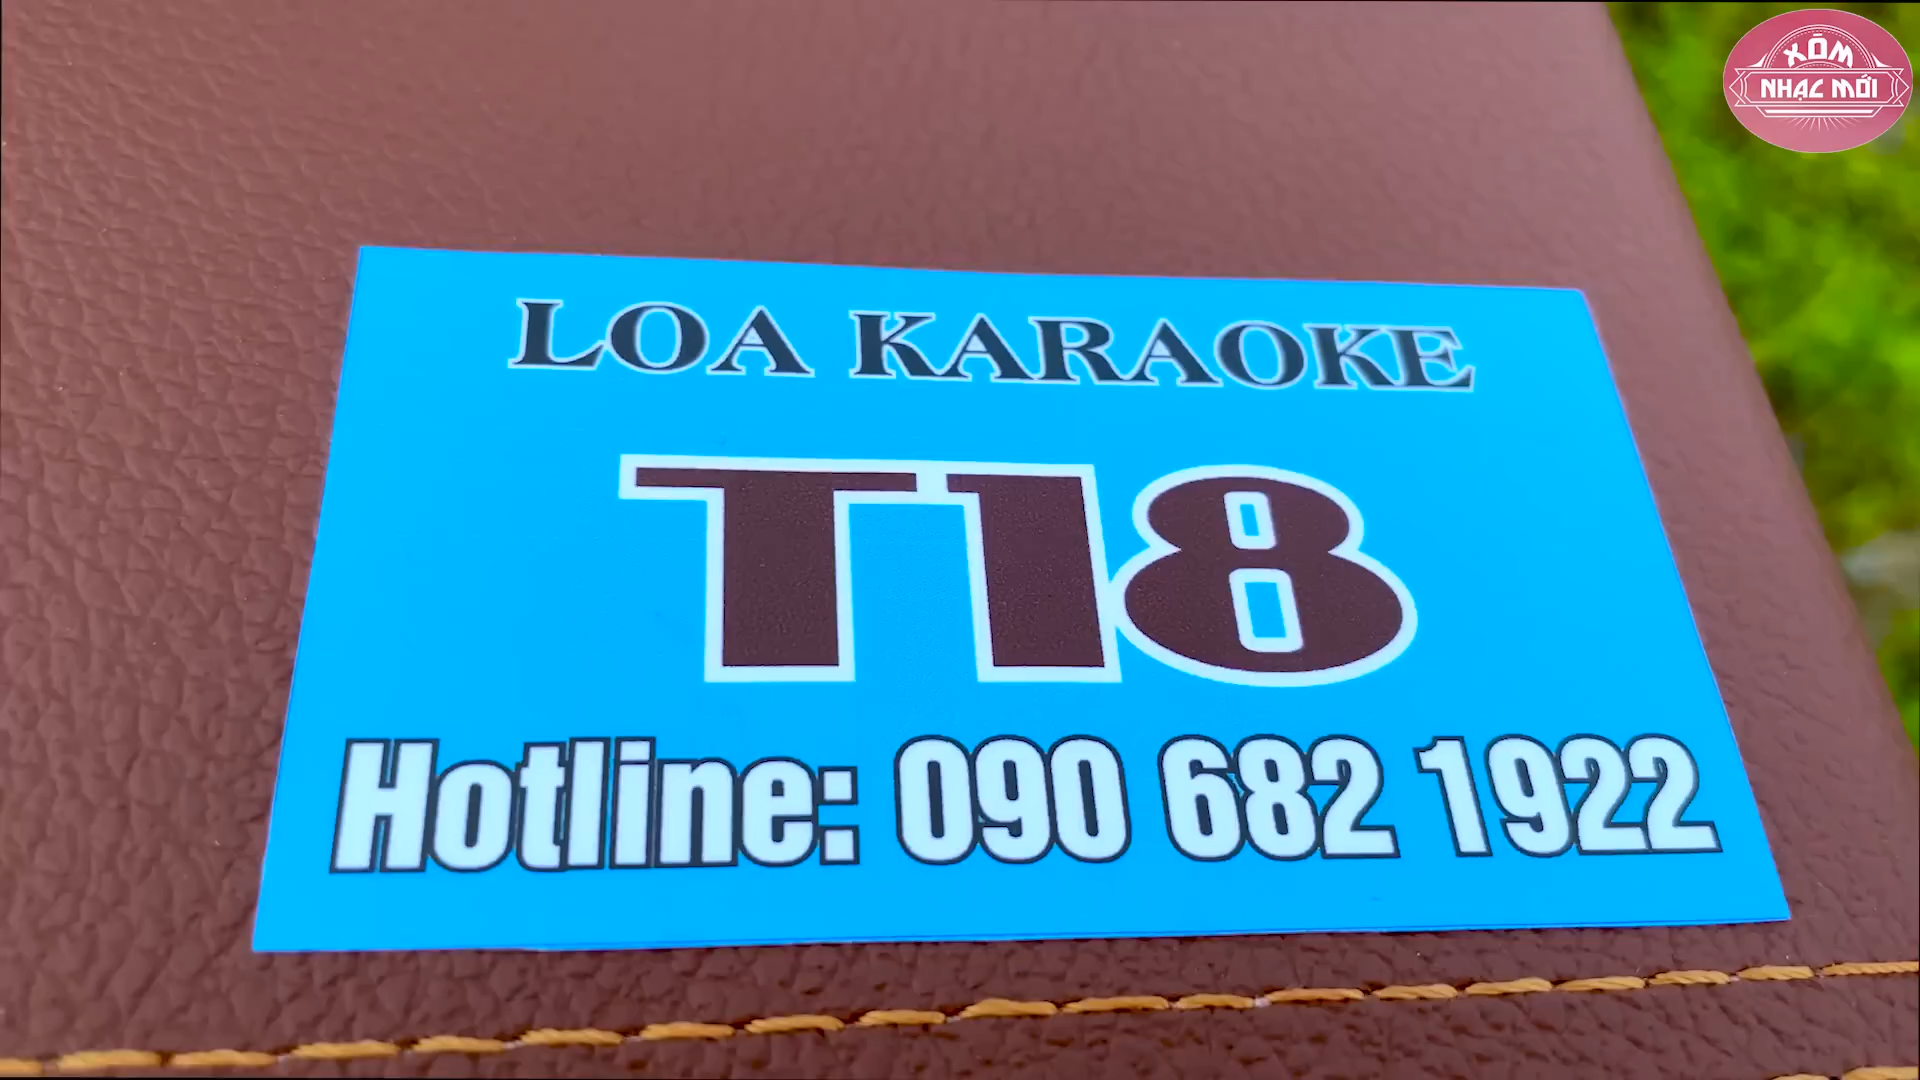 XÓM
NHẠC MỚI
LOA KARAOKE
T18
Hotline: 090 682 1922